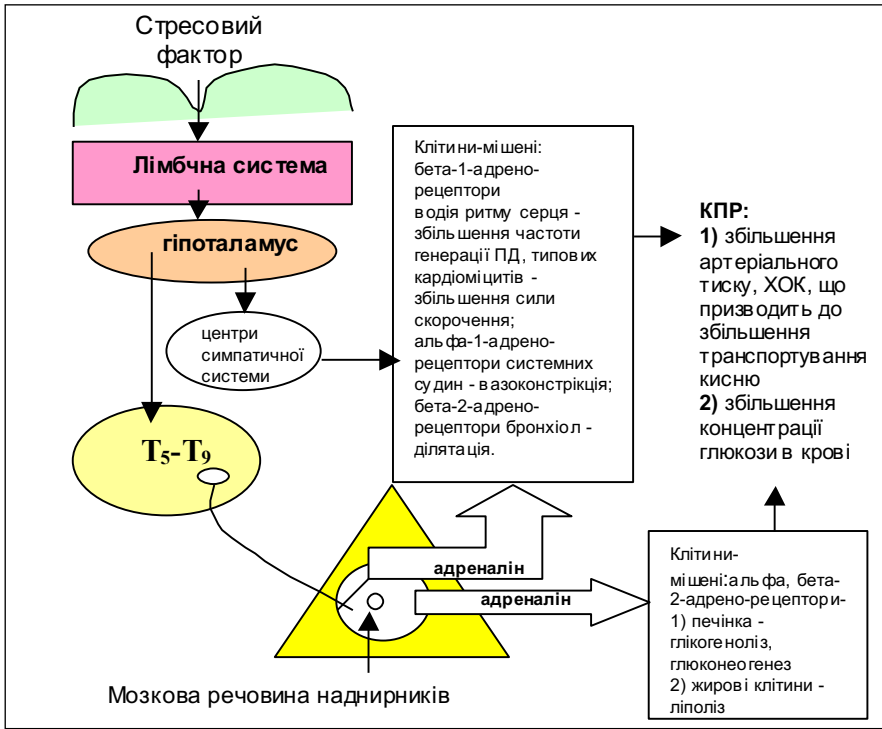 Стресовий
фактор
Лімбчна система
гіпоталамус
центри
симпатичної
системи
T₅-T₉
Клітини-мішені:
бета-1-адрено-
рецептори
водія ритму серця -
збільшення частоти
генерації ПД, типових
кардіоміцитів -
збільшення сили
скорочення;
альфа-1-адрено-
рецептори системних
судин - вазоконстрікція;
бета-2-адрено-
рецептори бронхіол -
ділятація.
КПР:
1) збільшення
артеріального
тиску, ХОК, що
призводить до
збільшення
транспортування
кисню
2) збільшення
концентрації
глюкози в крові
адреналін
адреналін
Клітини-
мішені:альфа, бета-
2-адрено-рецептори-
1) печінка -
глікогеноліз,
глюконеогенез
2) жирові клітини -
ліполіз
Мозкова речовина наднирників